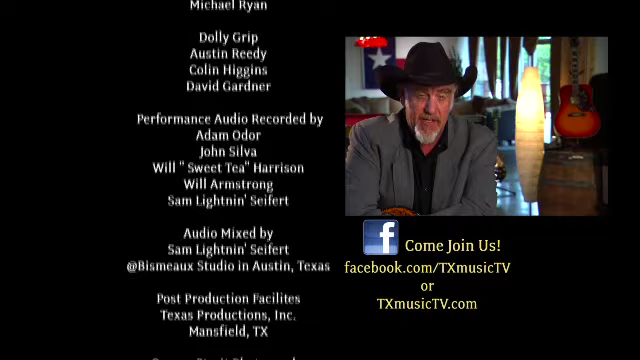 Michael Ryan
Dolly Grip
Austin Reedy
Colin Higgins
David Gardner
Performance Audio Recorded by
Adam Odor
John Silva
Will " Sweet Tea" Harrison
Will Armstrong
Sam Lightnin' Seifert
Audio Mixed by
Sam Lightnin' Seifert
@Bismeaux Studio in Austin, Texas
Post Production Facilites
Texas Productions, Inc.
Mansfield, TX
f Come Join Us!
facebook.com/TXmusicTV
or
TXmusicTV.com